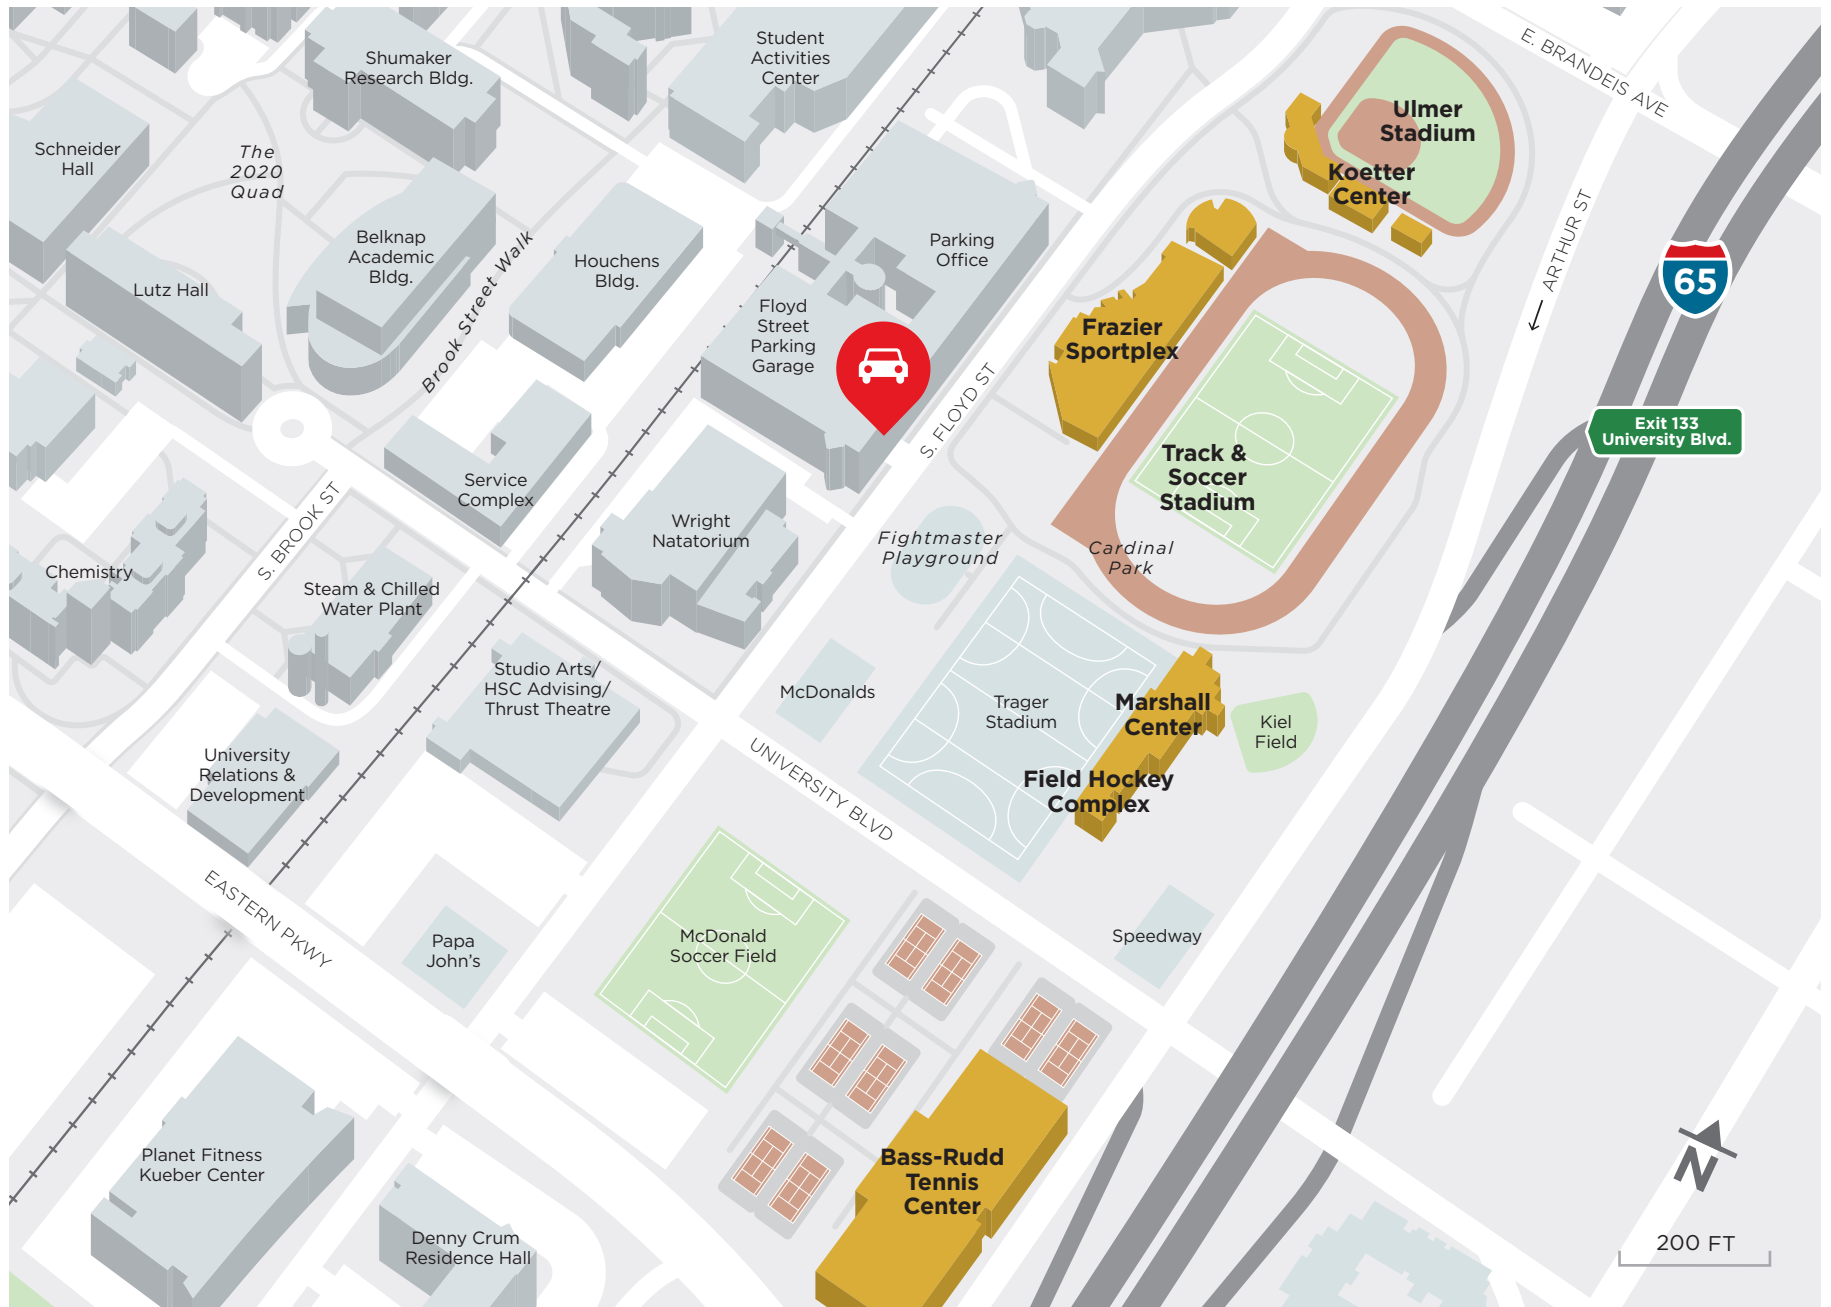 Shumaker
Research Bldg.
Student
Activities
Center
E. BRANDEIS AVE
Ulmer
Stadium
Koetter
Center
Schneider
Hall
The
2020
Quad
Belknap
Academic
Bldg.
Brook Street Walk
Houchens
Bldg.
Parking
Office
ARTHUR ST
65
Lutz Hall
Floyd
Street
Parking
Garage
Frazier
Sportplex
S. FLOYD ST
Exit 133
University Blvd.
Track &
Soccer
Stadium
Service
Complex
Wright
Natatorium
Fightmaster
Playground
Cardinal
Park
S. BROOK ST
Chemistry
Steam & Chilled
Water Plant
Studio Arts/
HSC Advising/
Thrust Theatre
McDonalds
Trager
Stadium
Marshall
Center
Kiel
Field
University
Relations &
Development
UNIVERSITY BLVD
Field Hockey
Complex
EASTERN PKWY
Papa
John's
McDonald
Soccer Field
Speedway
Planet Fitness
Kueber Center
Bass-Rudd
Tennis
Center
N
Denny Crum
Residence Hall
200 FT